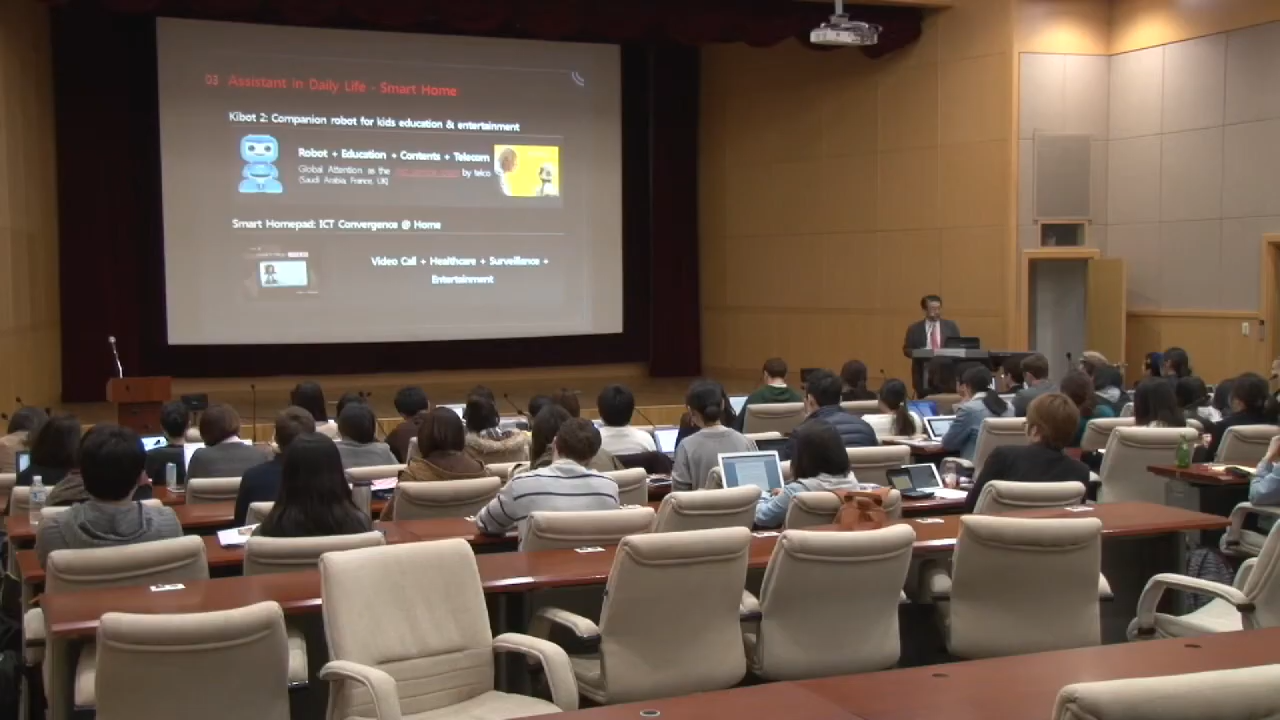 03 Assistant in Daily Life - Smart Home
Kibot 2: Companion robot for kids education & entertainment
Robot + Education + Contents + Telecom
Global Attention as the by telco
(Saudi Arabia, France, UK)
Smart Homepad: ICT Convergence @ Home
Video Call + Healthcare + Surveillance +
Entertainment